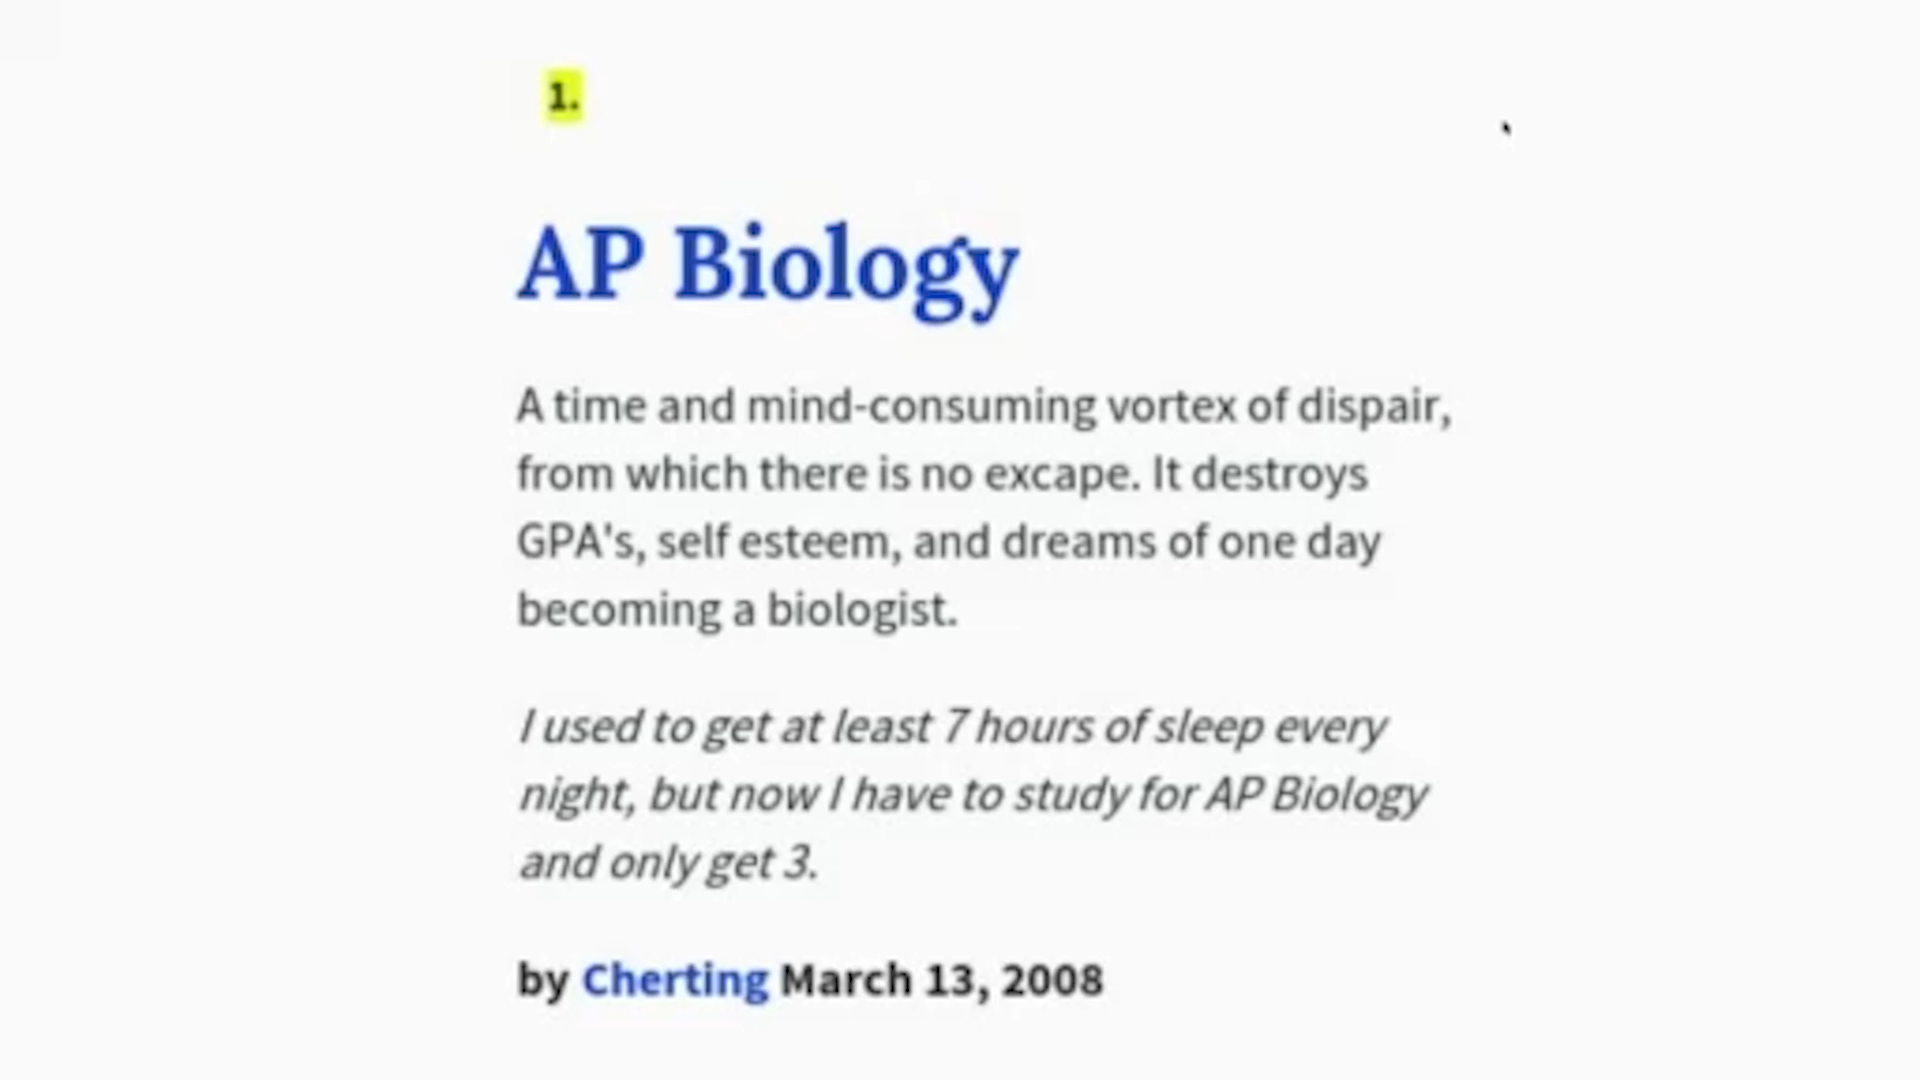 1.
AP Biology
A time and mind-consuming vortex of dispair,
from which there is no excape. It destroys
GPA's, self esteem, and dreams of one day
becoming a biologist.
I used to get at least 7 hours of sleep every
night, but now I have to study for AP Biology
and only get 3.
by Cherting March 13, 2008